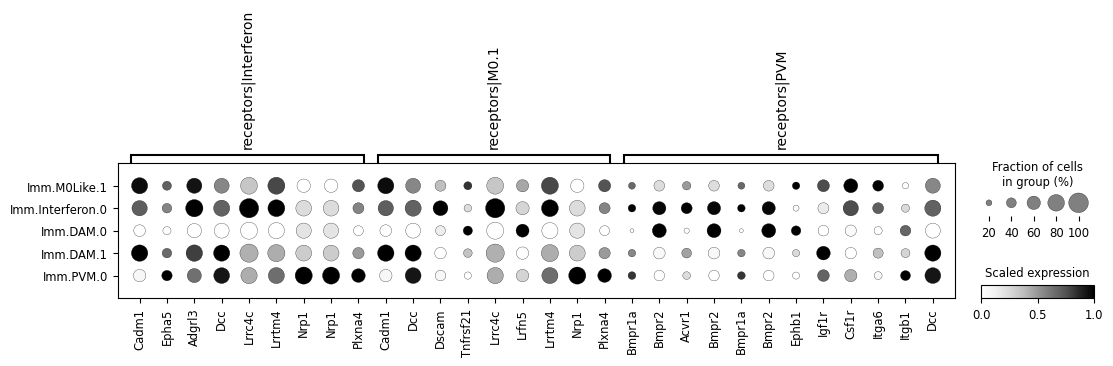 receptors|Interferon
receptors|M0.1
receptors|PVM
Imm.M0Like.1
Imm.Interferon.0
Imm.DAM.0
Imm.DAM.1
Imm.PVM.0
Cadm1
Epha5
Adgrl3
Dcc
Lrrc4c
Lrrtm4
Nrp1
Nrp1
Plxna4
Cadm1
Dcc
Dscam
Tnfrsf21
Lrrc4c
Lrfn5
Lrrtm4
Nrp1
Plxna4
Bmpr1a
Bmpr2
Acvr1
Bmpr2
Bmpr1a
Bmpr2
Ephb1
Igf1r
Csf1r
Itga6
Itgb1
Dcc
Fraction of cells
in group (%)
20 40 60 80 100
Scaled expression
0.0 0.5 1.0